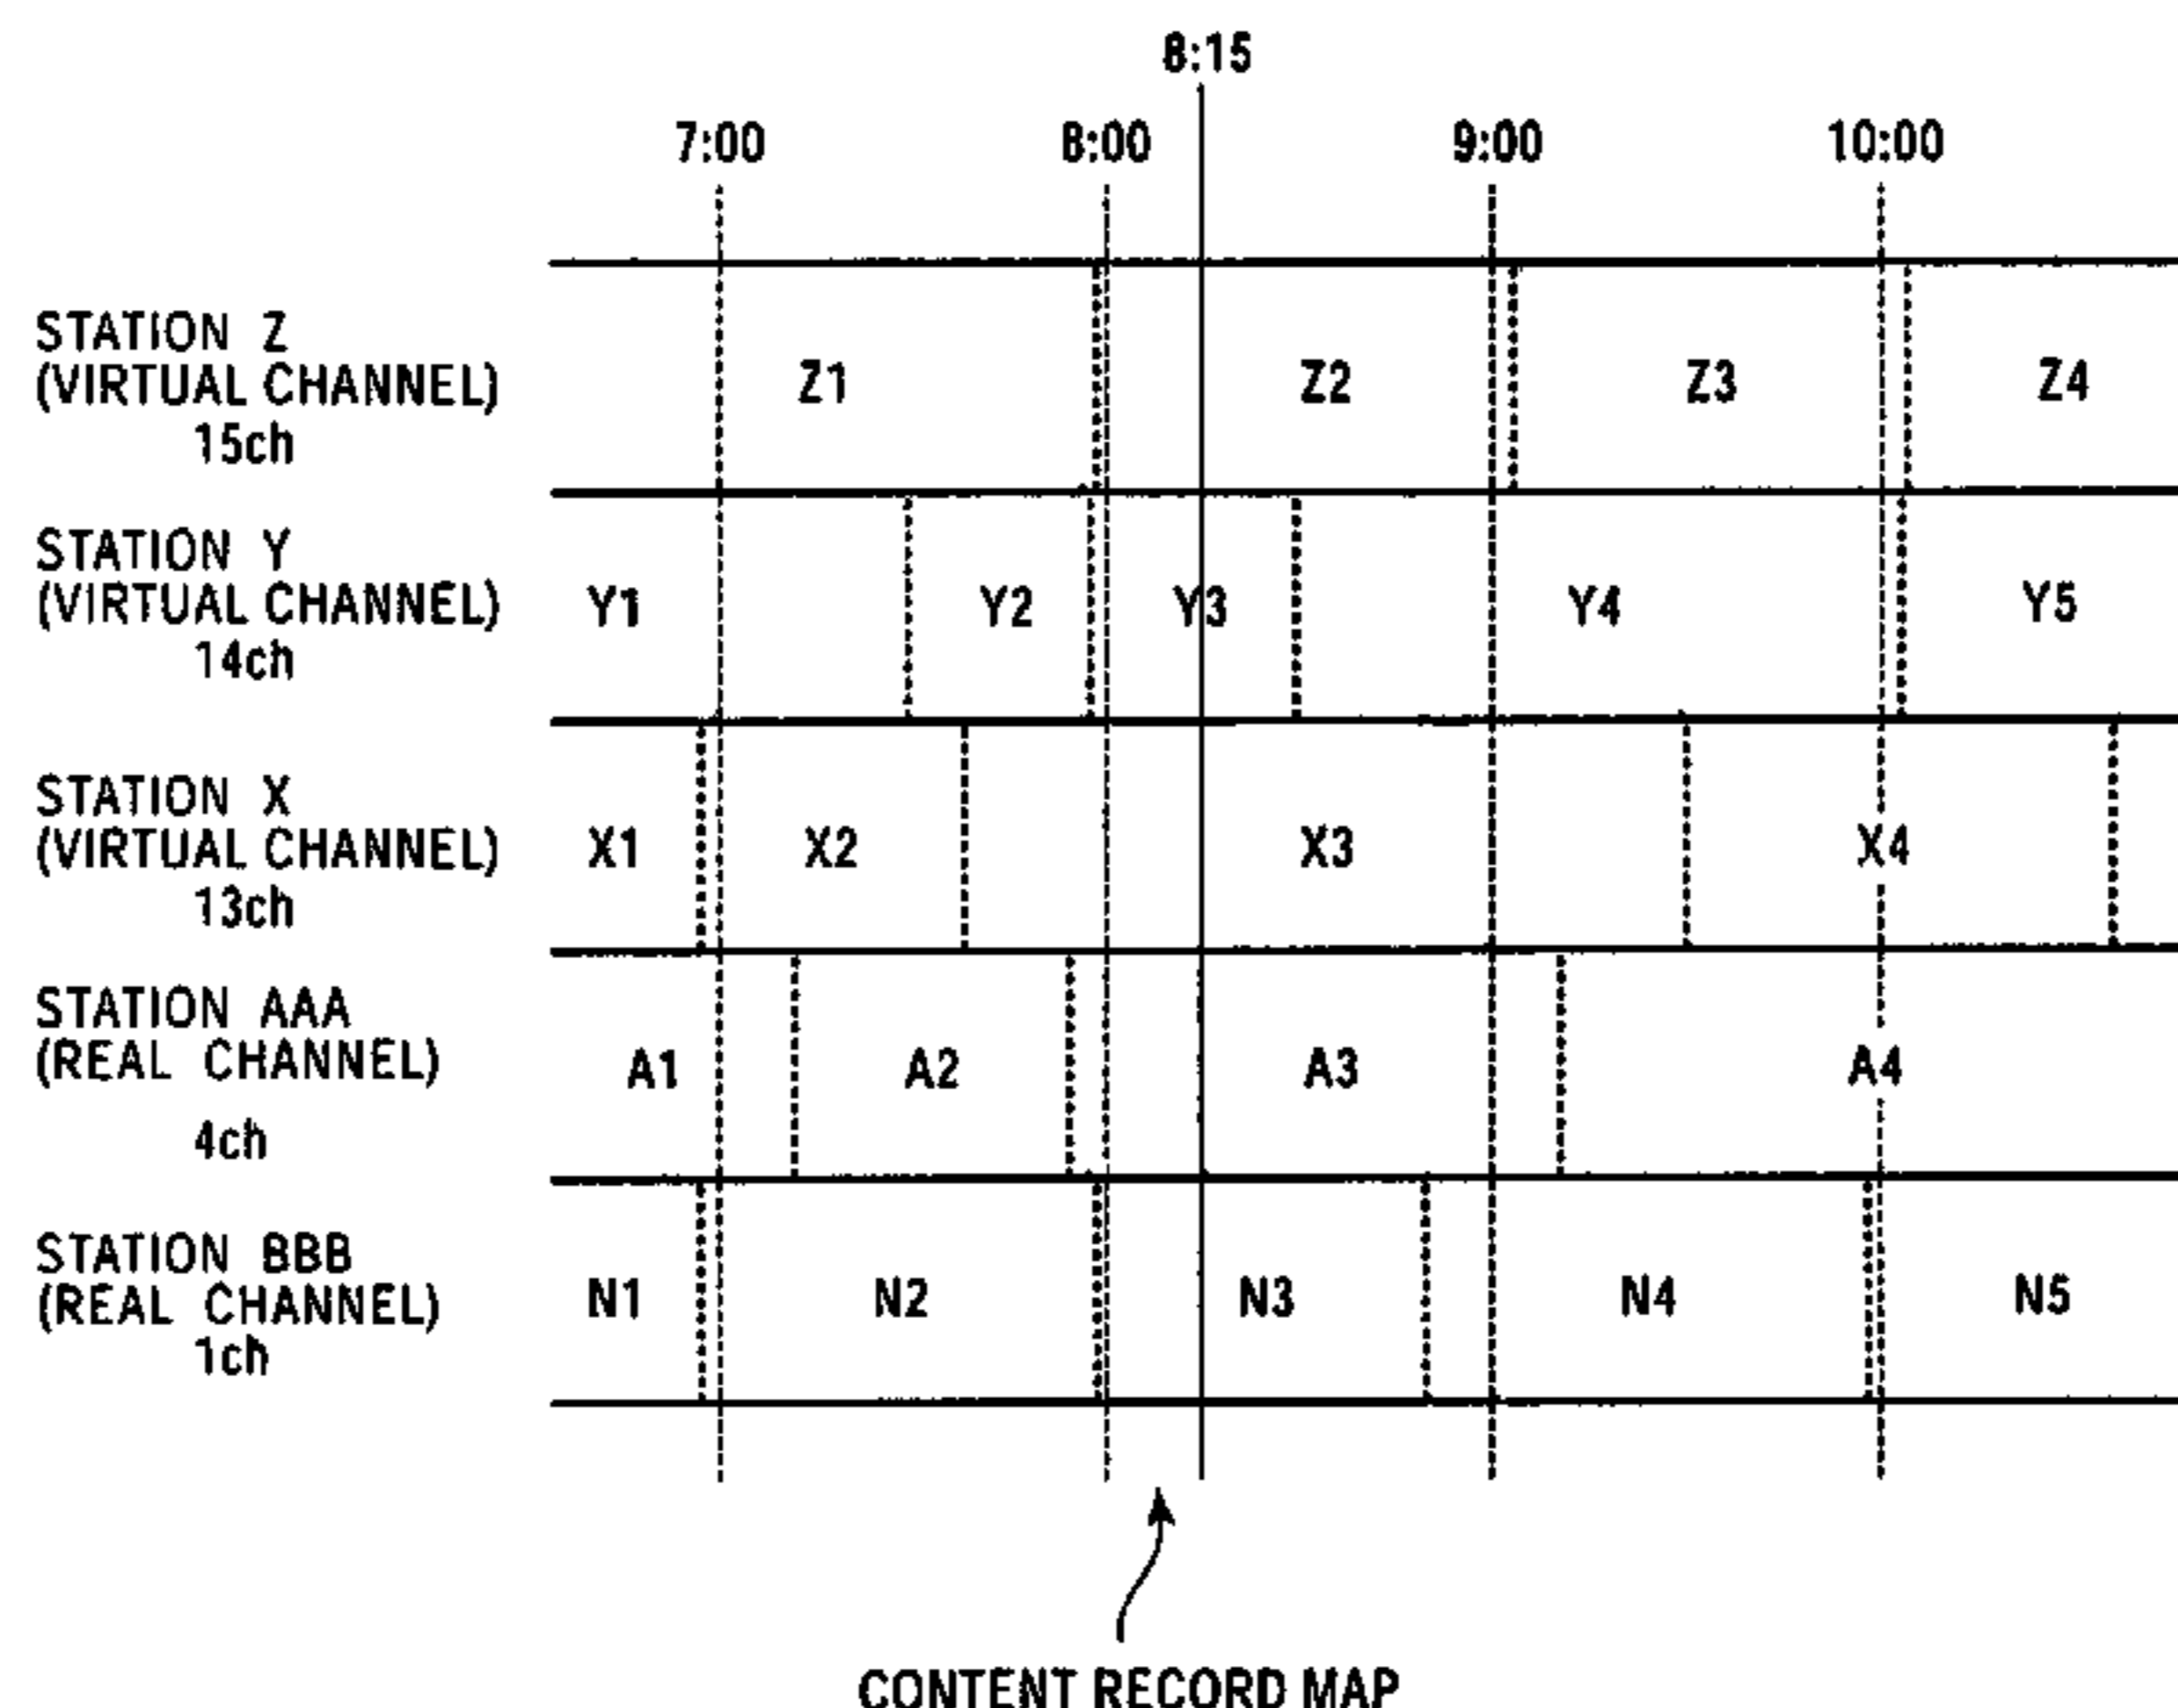 8:15
7:00 8:00 9:00 10:00
STATION Z
(VIRTUAL CHANNEL)
15ch
Z1 Z2 Z3 Z4
STATION Y
(VIRTUAL CHANNEL)
14ch
Y1 Y2 Y3 Y4 Y5
STATION X
(VIRTUAL CHANNEL)
13ch
X1 X2 X3 X4
STATION AAA
(REAL CHANNEL)
4ch
A1 A2 A3 A4
STATION BBB
(REAL CHANNEL)
1ch
N1 N2 N3 N4 N5
CONTENT RECORD MAP